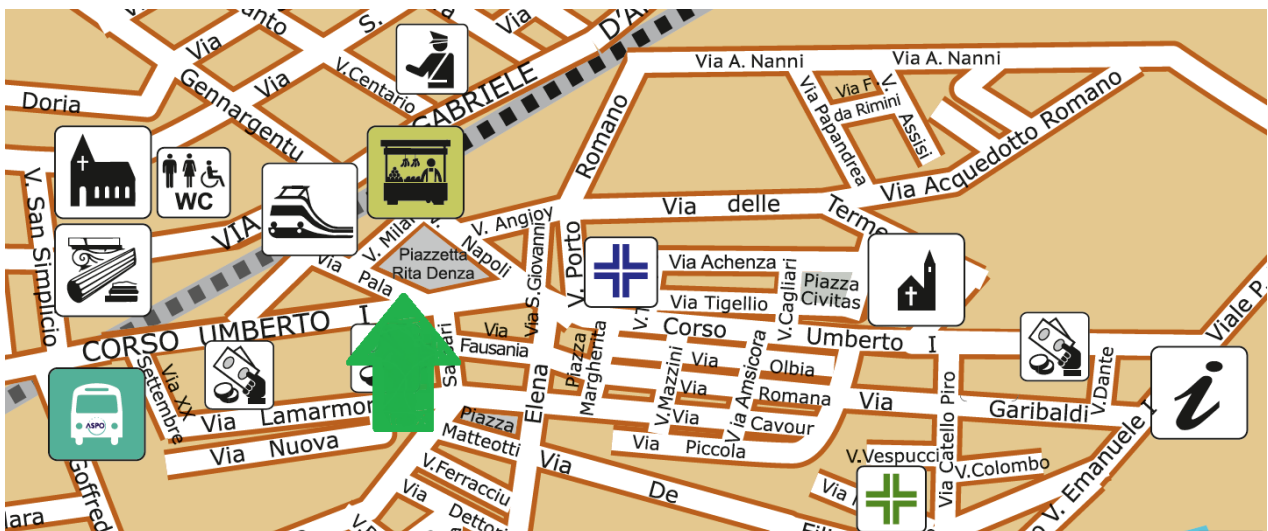 Via
S.
Via
D'A
Via
Doria
Gennargentu
Via
V.Centario
GABRIELE
Via A. Nanni
Via A. Nanni
Via F.
da Rimini
V. Assisi
Via Papandrea
Via Acquedotto Romano
Romano
WC
VIA
V. San Simplicio
V. Angioy
Via delle
Terme
Napoli
Piazzetta
Rita Denza
Via Pala
V. Porto
Via S.Giovanni
Via Achenza
Via Tigellio
V.Cagliari
Piazza
Civitas
Viale P.
CORSO UMBERTO I
Corso Umberto I
Via
Fausania
Piazza
Margherita
Elena
V.Mazzini
Via Amsicora
Via Olbia
Via Romana
Via Cavour
Via Piccola
Via Garibaldi
V.Dante
Via XX
Settembre
Via Lamarmor
Via Nuova
ASPO
Piazza
Matteotti
V.Ferracciu
Via
Dettori
Via De
Via Catello Piro
V.Vespucci
V.Colombo
V. Emanuele I
i
Goffred